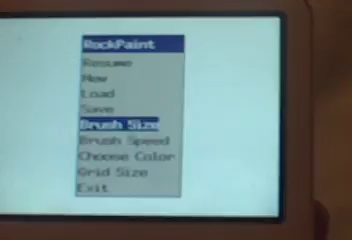 RockPaint
Resume
New
Load
Save
Brush Size
Brush Speed
Choose Color
Grid Size
Exit